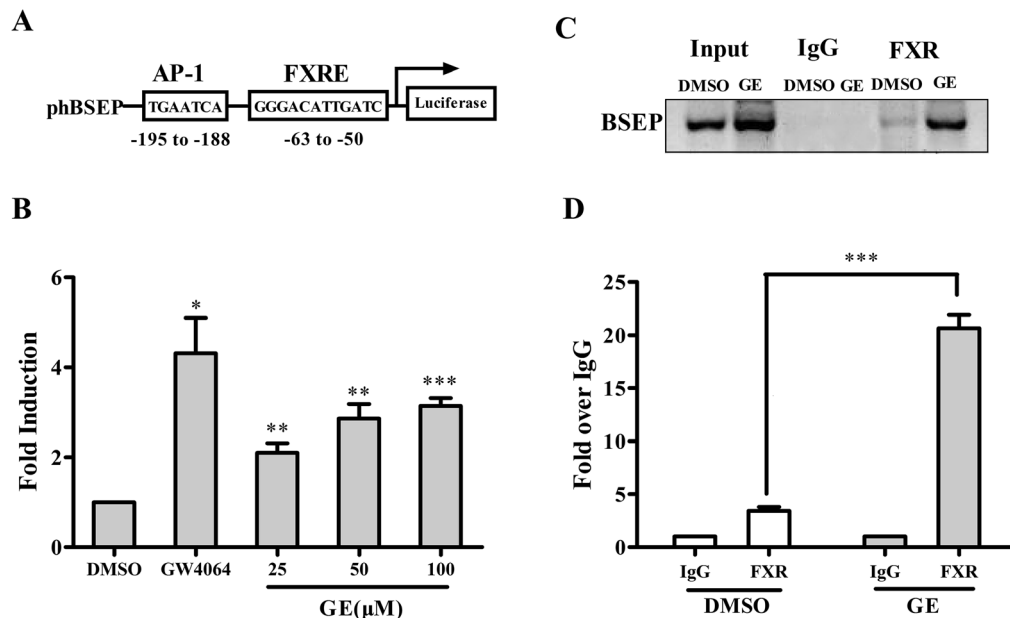 A
AP-1 FXRE
phBSEP TGAATCA GGGACATTGATC Luciferase
-195 to -188 -63 to -50
C
Input IgG FXR
DMSO GE DMSO GE DMSO GE
BSEP
B
Fold Induction
6
4
2
0
* ** ** ***
DMSO GW4064 25 50 100
GE(μM)
D
Fold over IgG
25
20
15
10
5
0
***
IgG FXR IgG FXR
DMSO GE